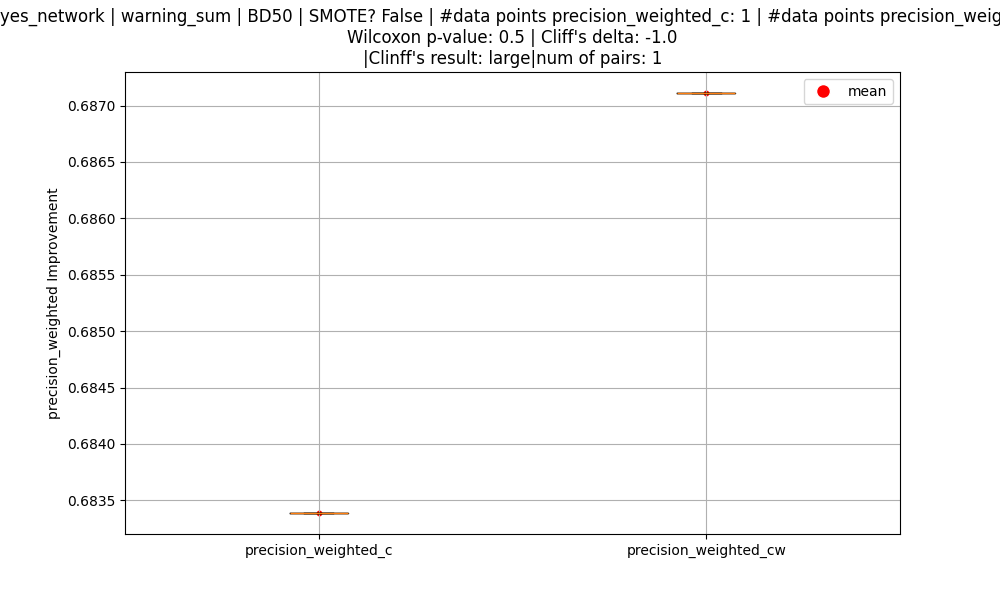 yes_network | warning_sum | BD50 | SMOTE? False | #data points precision_weighted_c: 1 | #data points precision_weig
Wilcoxon p-value: 0.5 | Cliff's delta: -1.0
|Clinff's result: large|num of pairs: 1
mean
0.6870
0.6865
0.6860
0.6855
0.6850
0.6845
0.6840
0.6835
precision_weighted Improvement
precision_weighted_c
precision_weighted_cw